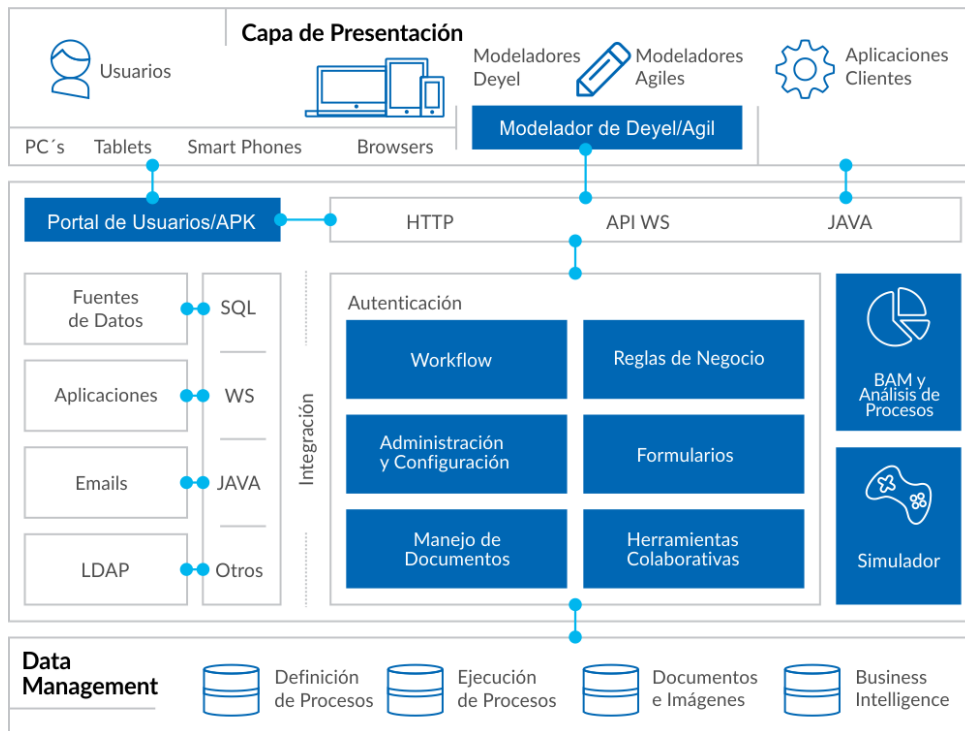 Capa de Presentación
Usuarios
Modeladores
Deyel
Modeladores
Agiles
Aplicaciones
Clientes
Modelador de Deyel/Agil
PC´s
Tablets
Smart Phones
Browsers
Portal de Usuarios/APK
HTTP
API WS
JAVA
Fuentes
de Datos
SQL
Aplicaciones
WS
Emails
JAVA
LDAP
Otros
Integración
Autenticación
Workflow
Reglas de Negocio
Administración
y Configuración
Formularios
Manejo de
Documentos
Herramientas
Colaborativas
BAM y
Análisis de
Procesos
Simulador
Data
Management
Definición
de Procesos
Ejecución
de Procesos
Documentos
e Imágenes
Business
Intelligence